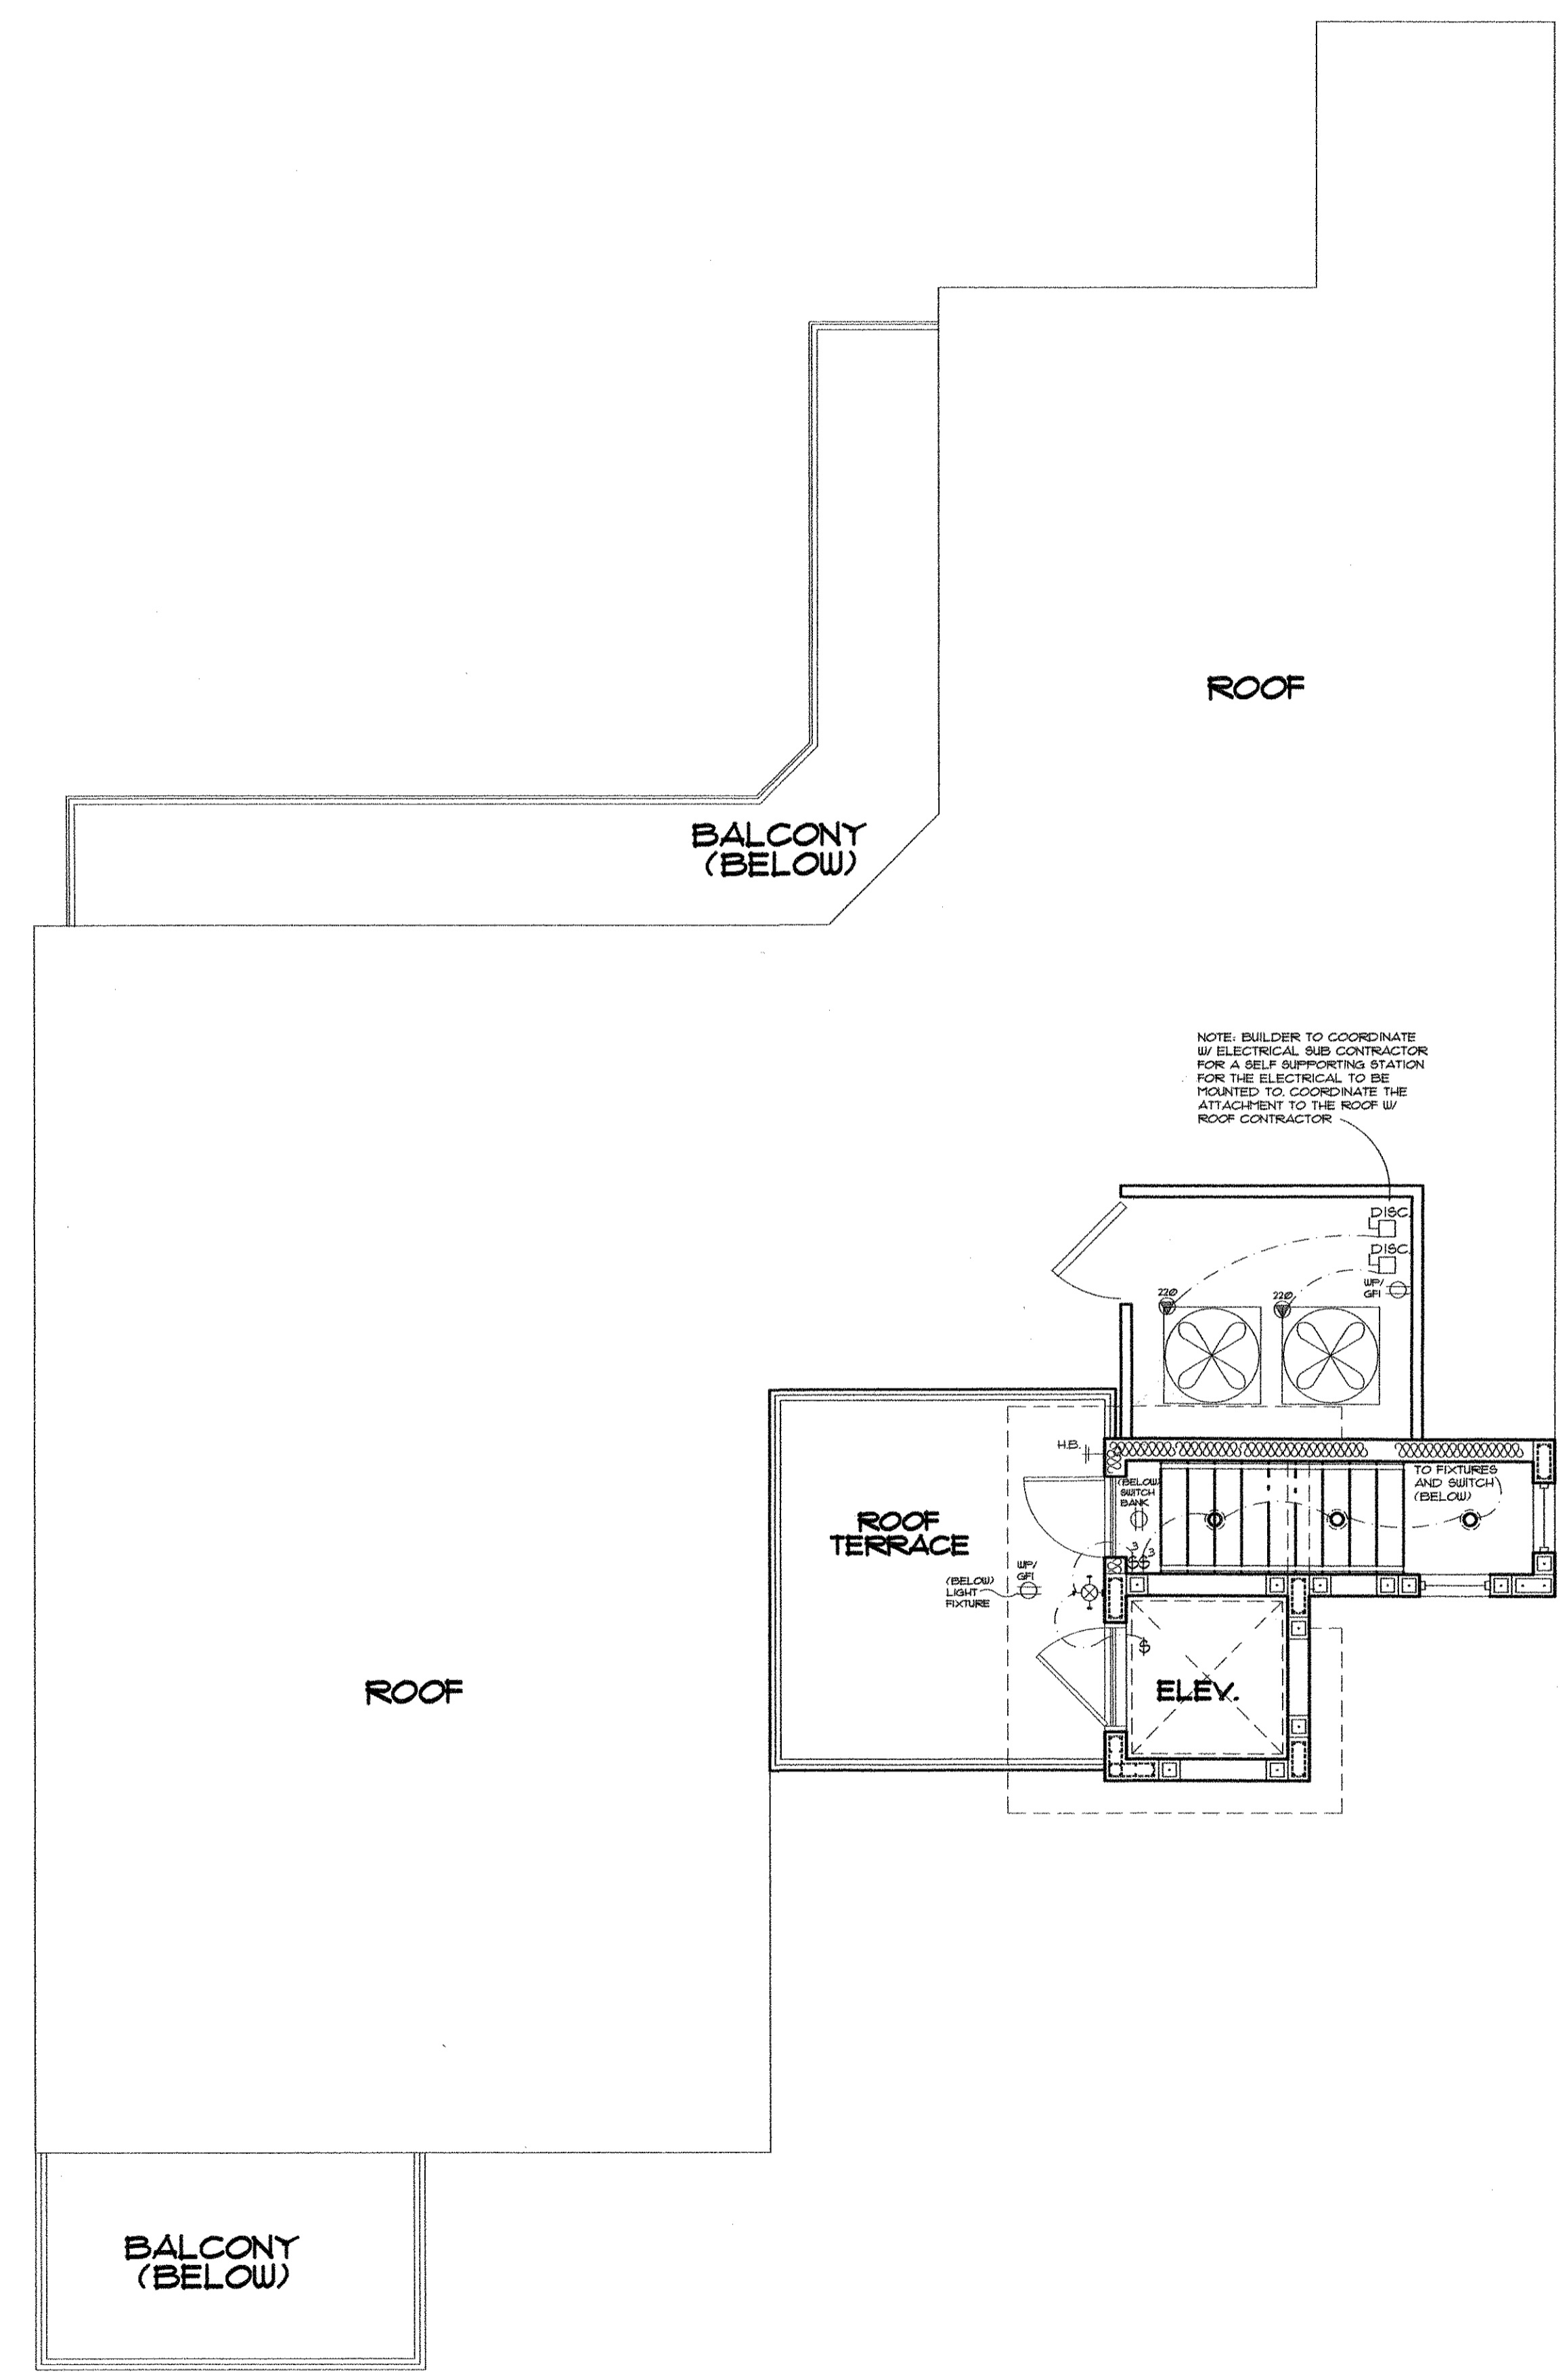 ROOF
BALCONY
(BELOW)
NOTE: BUILDER TO COORDINATE
W/ ELECTRICAL SUB CONTRACTOR
FOR A SELF SUPPORTING STATION
FOR THE ELECTRICAL TO BE
MOUNTED TO. COORDINATE THE
ATTACHMENT TO THE ROOF W/
ROOF CONTRACTOR
DISC.
DISC.
WP/
GFI
220
220
H.B.
(BELOW)
SWITCH
BANK
TO FIXTURES
AND SWITCH
(BELOW)
ROOF
TERRACE
3
$$3
WP/
GFI
(BELOW)
LIGHT
FIXTURE
$
ELEV.
ROOF
BALCONY
(BELOW)